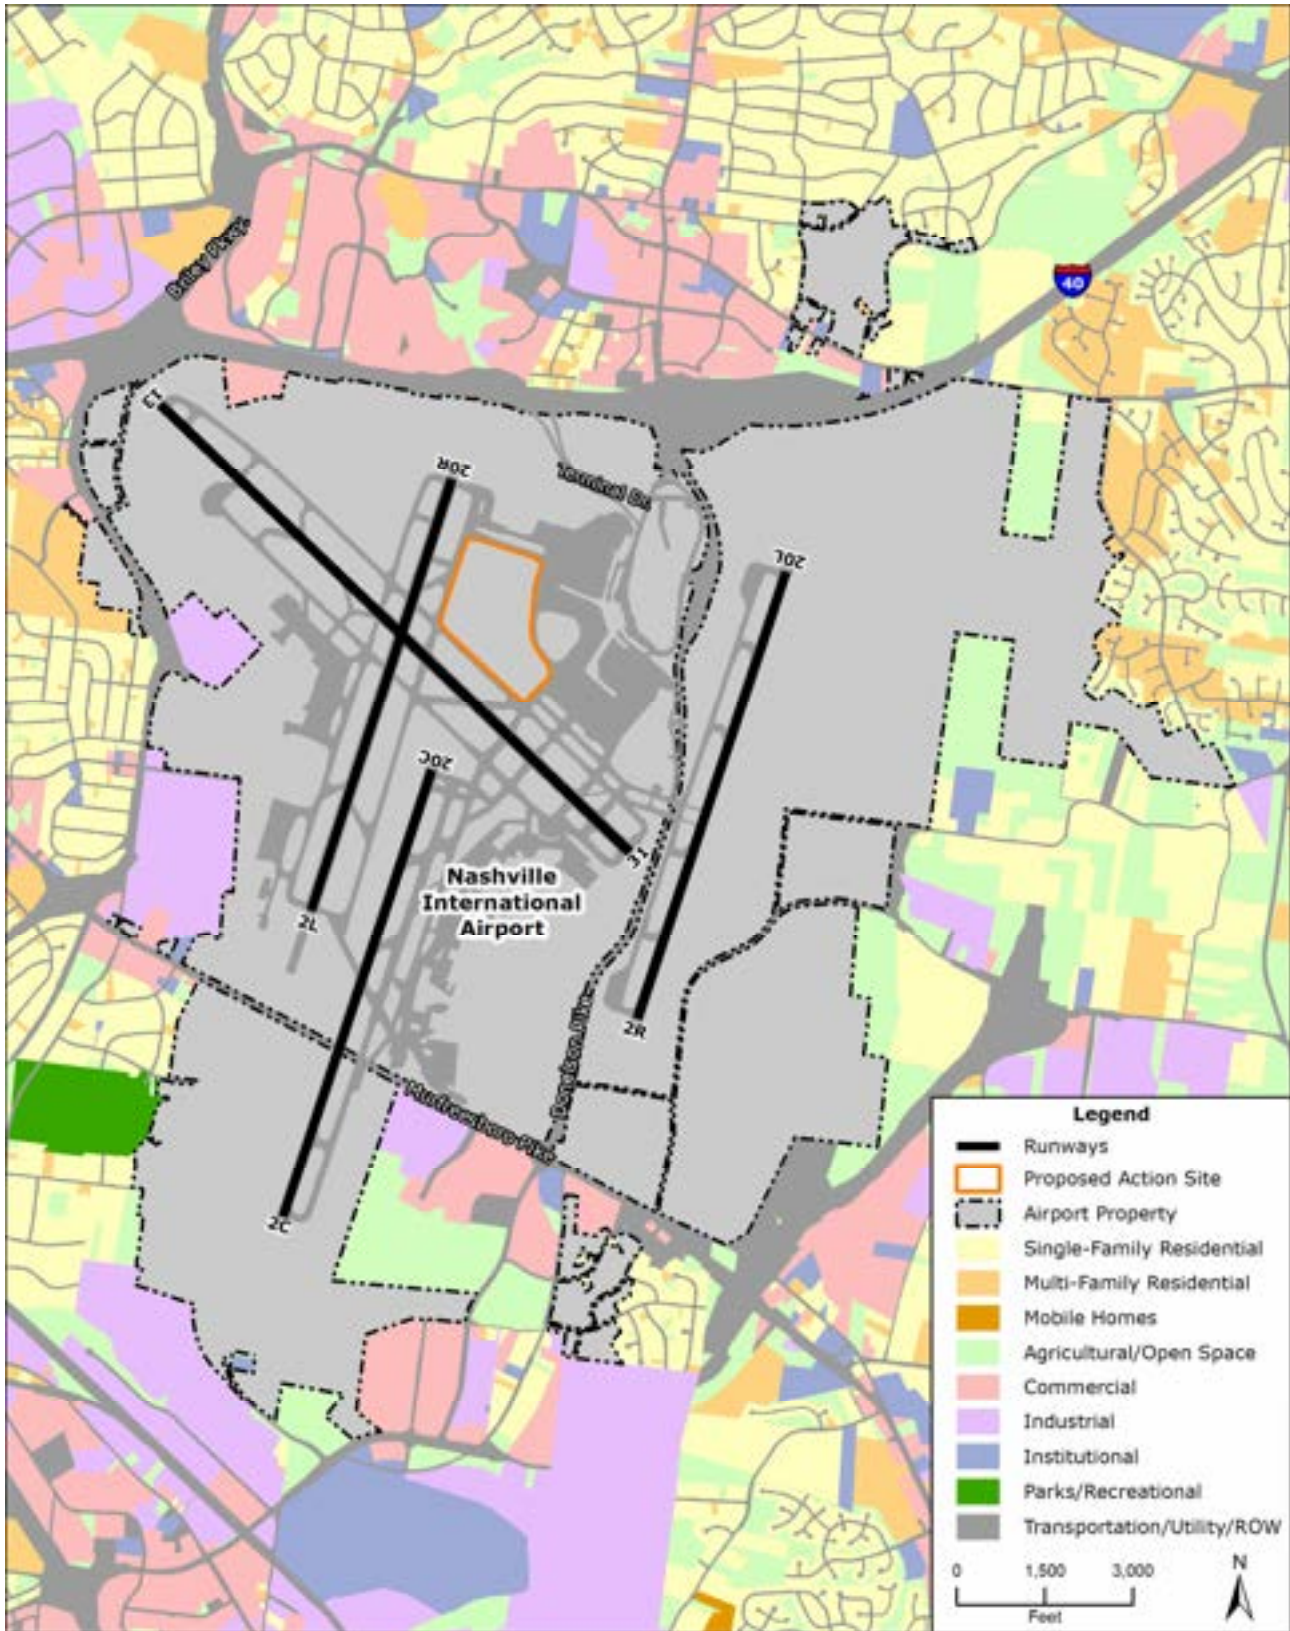 Briley Pkwy.
40
13
20R
Terminal Dr.
20L
20C
31
Nashville
International
Airport
2L
2R
Donelson Pike
Murfreesboro Pike
2C
Legend
Runways
Proposed Action Site
Airport Property
Single-Family Residential
Multi-Family Residential
Mobile Homes
Agricultural/Open Space
Commercial
Industrial
Institutional
Parks/Recreational
Transportation/Utility/ROW
0 1,500 3,000
Feet
N